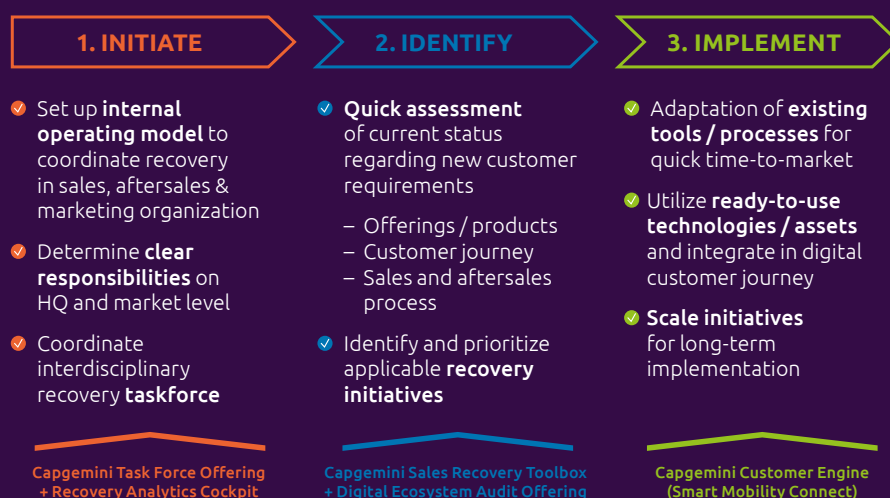 1. INITIATE
Set up internal
operating model to
coordinate recovery
in sales, aftersales &
marketing organization
Determine clear
responsibilities on
HQ and market level
Coordinate
interdisciplinary
recovery taskforce
Capgemini Task Force Offering
+ Recovery Analytics Cockpit
2. IDENTIFY
Quick assessment
of current status
regarding new customer
requirements
– Offerings / products
– Customer journey
– Sales and aftersales
process
Identify and prioritize
applicable recovery
initiatives
Capgemini Sales Recovery Toolbox
+ Digital Ecosystem Audit Offering
3. IMPLEMENT
Adaptation of existing
tools / processes for
quick time-to-market
Utilize ready-to-use
technologies / assets
and integrate in digital
customer journey
Scale initiatives
for long-term
implementation
Capgemini Customer Engine
(Smart Mobility Connect)